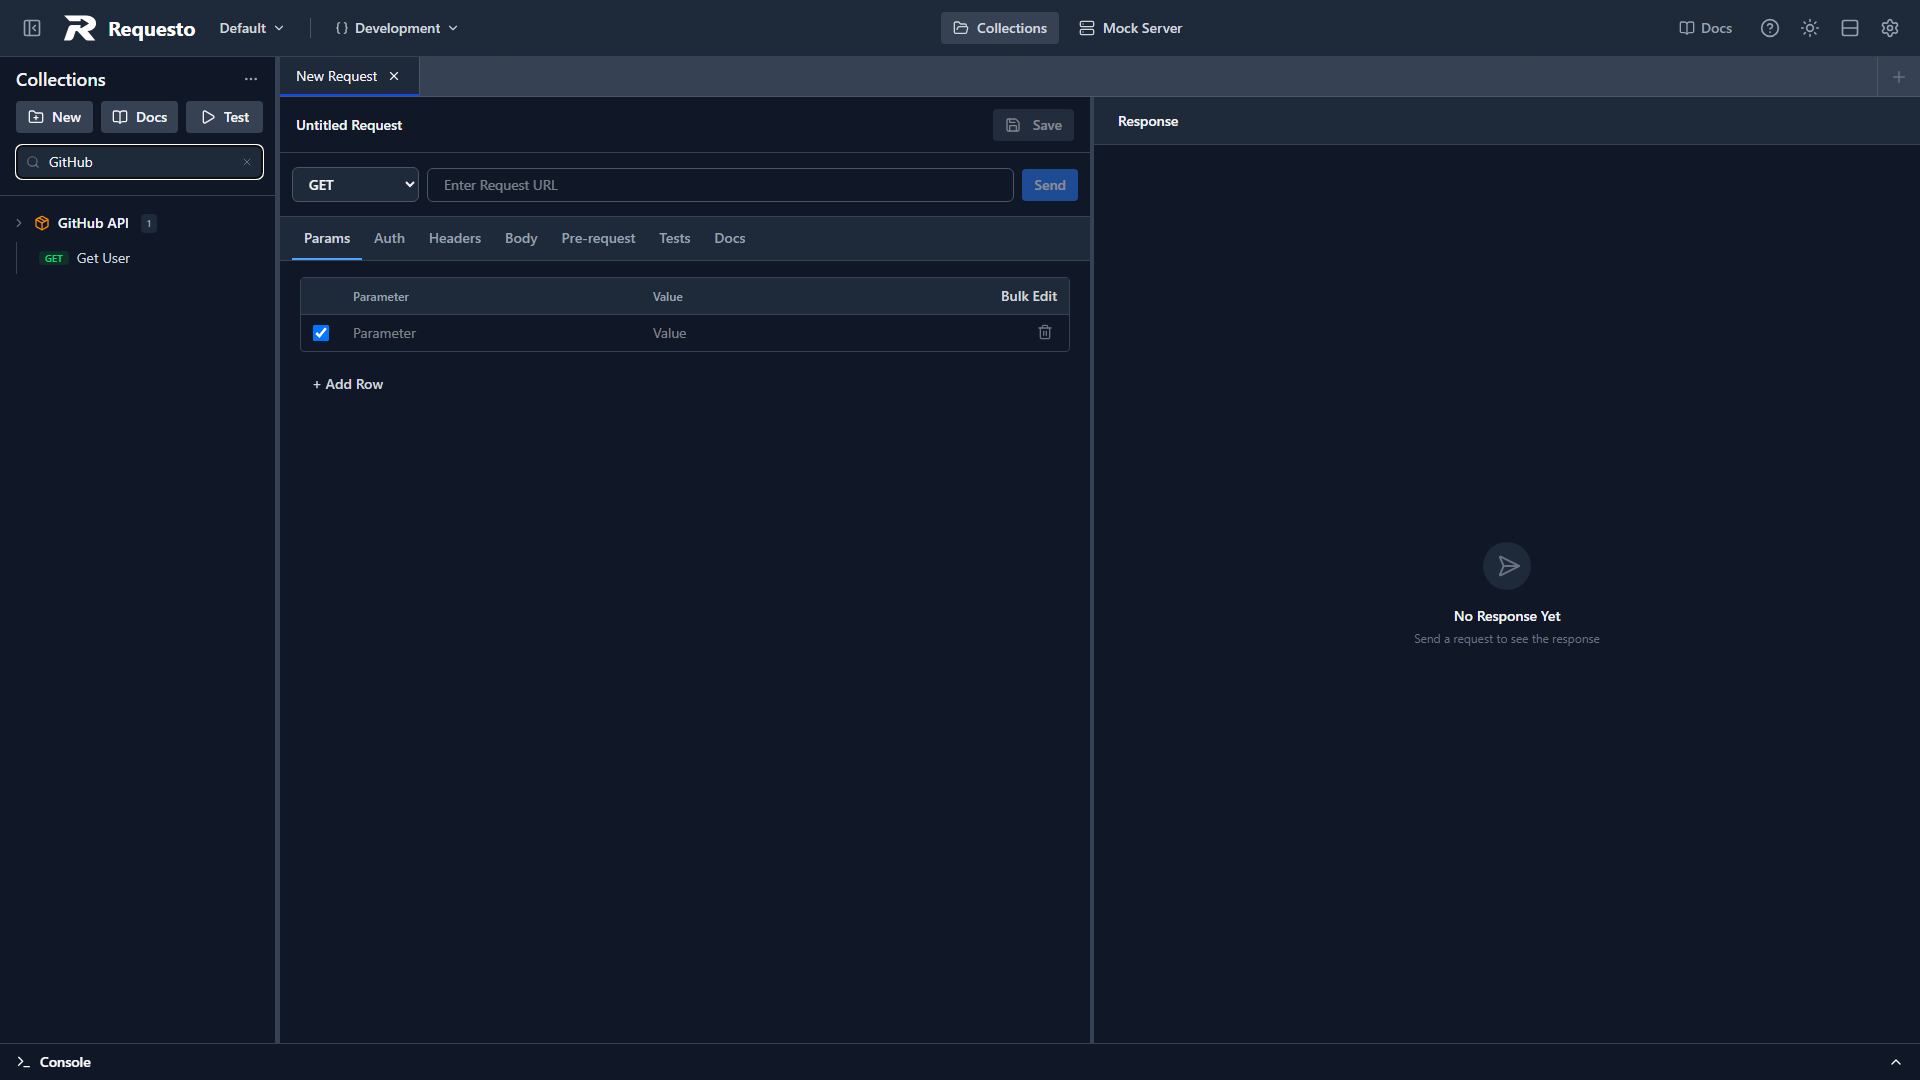 Requesto
Default
{ } Development
Collections
Mock Server
Docs
Collections
New
Docs
Test
GitHub
GitHub API 1
GET Get User
New Request
Untitled Request
Save
GET
Enter Request URL
Send
Params
Auth
Headers
Body
Pre-request
Tests
Docs
Parameter
Value
Bulk Edit
Parameter
Value
+ Add Row
Response
No Response Yet
Send a request to see the response
Console